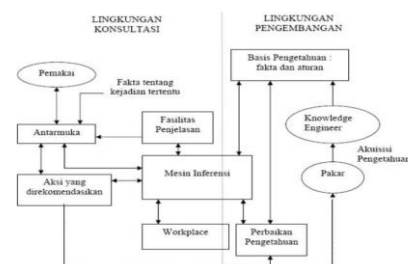 LINGKUNGAN
KONSULTASI
LINGKUNGAN
PENGEMBANGAN
Pemakai
Fakta tentang
kejadian tertentu
Basis Pengetahuan :
fakta dan aturan
Fasilitas
Penjelasan
Knowledge
Engineer
Antarmuka
Akuisisi
Pengetahuan
Aksi yang
direkomendasikan
Mesin Inferensi
Pakar
Workplace
Perbaikan
Pengetahuan